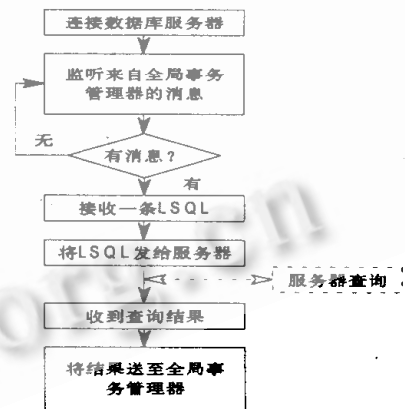 连接数据库服务器
监听来自全局事务
管理器的消息
无
有消息？
有
接收一条LSQL
将LSQL发给服务器
服务器查询
收到查询结果
将结果送至全局事
务管理器
org.cn